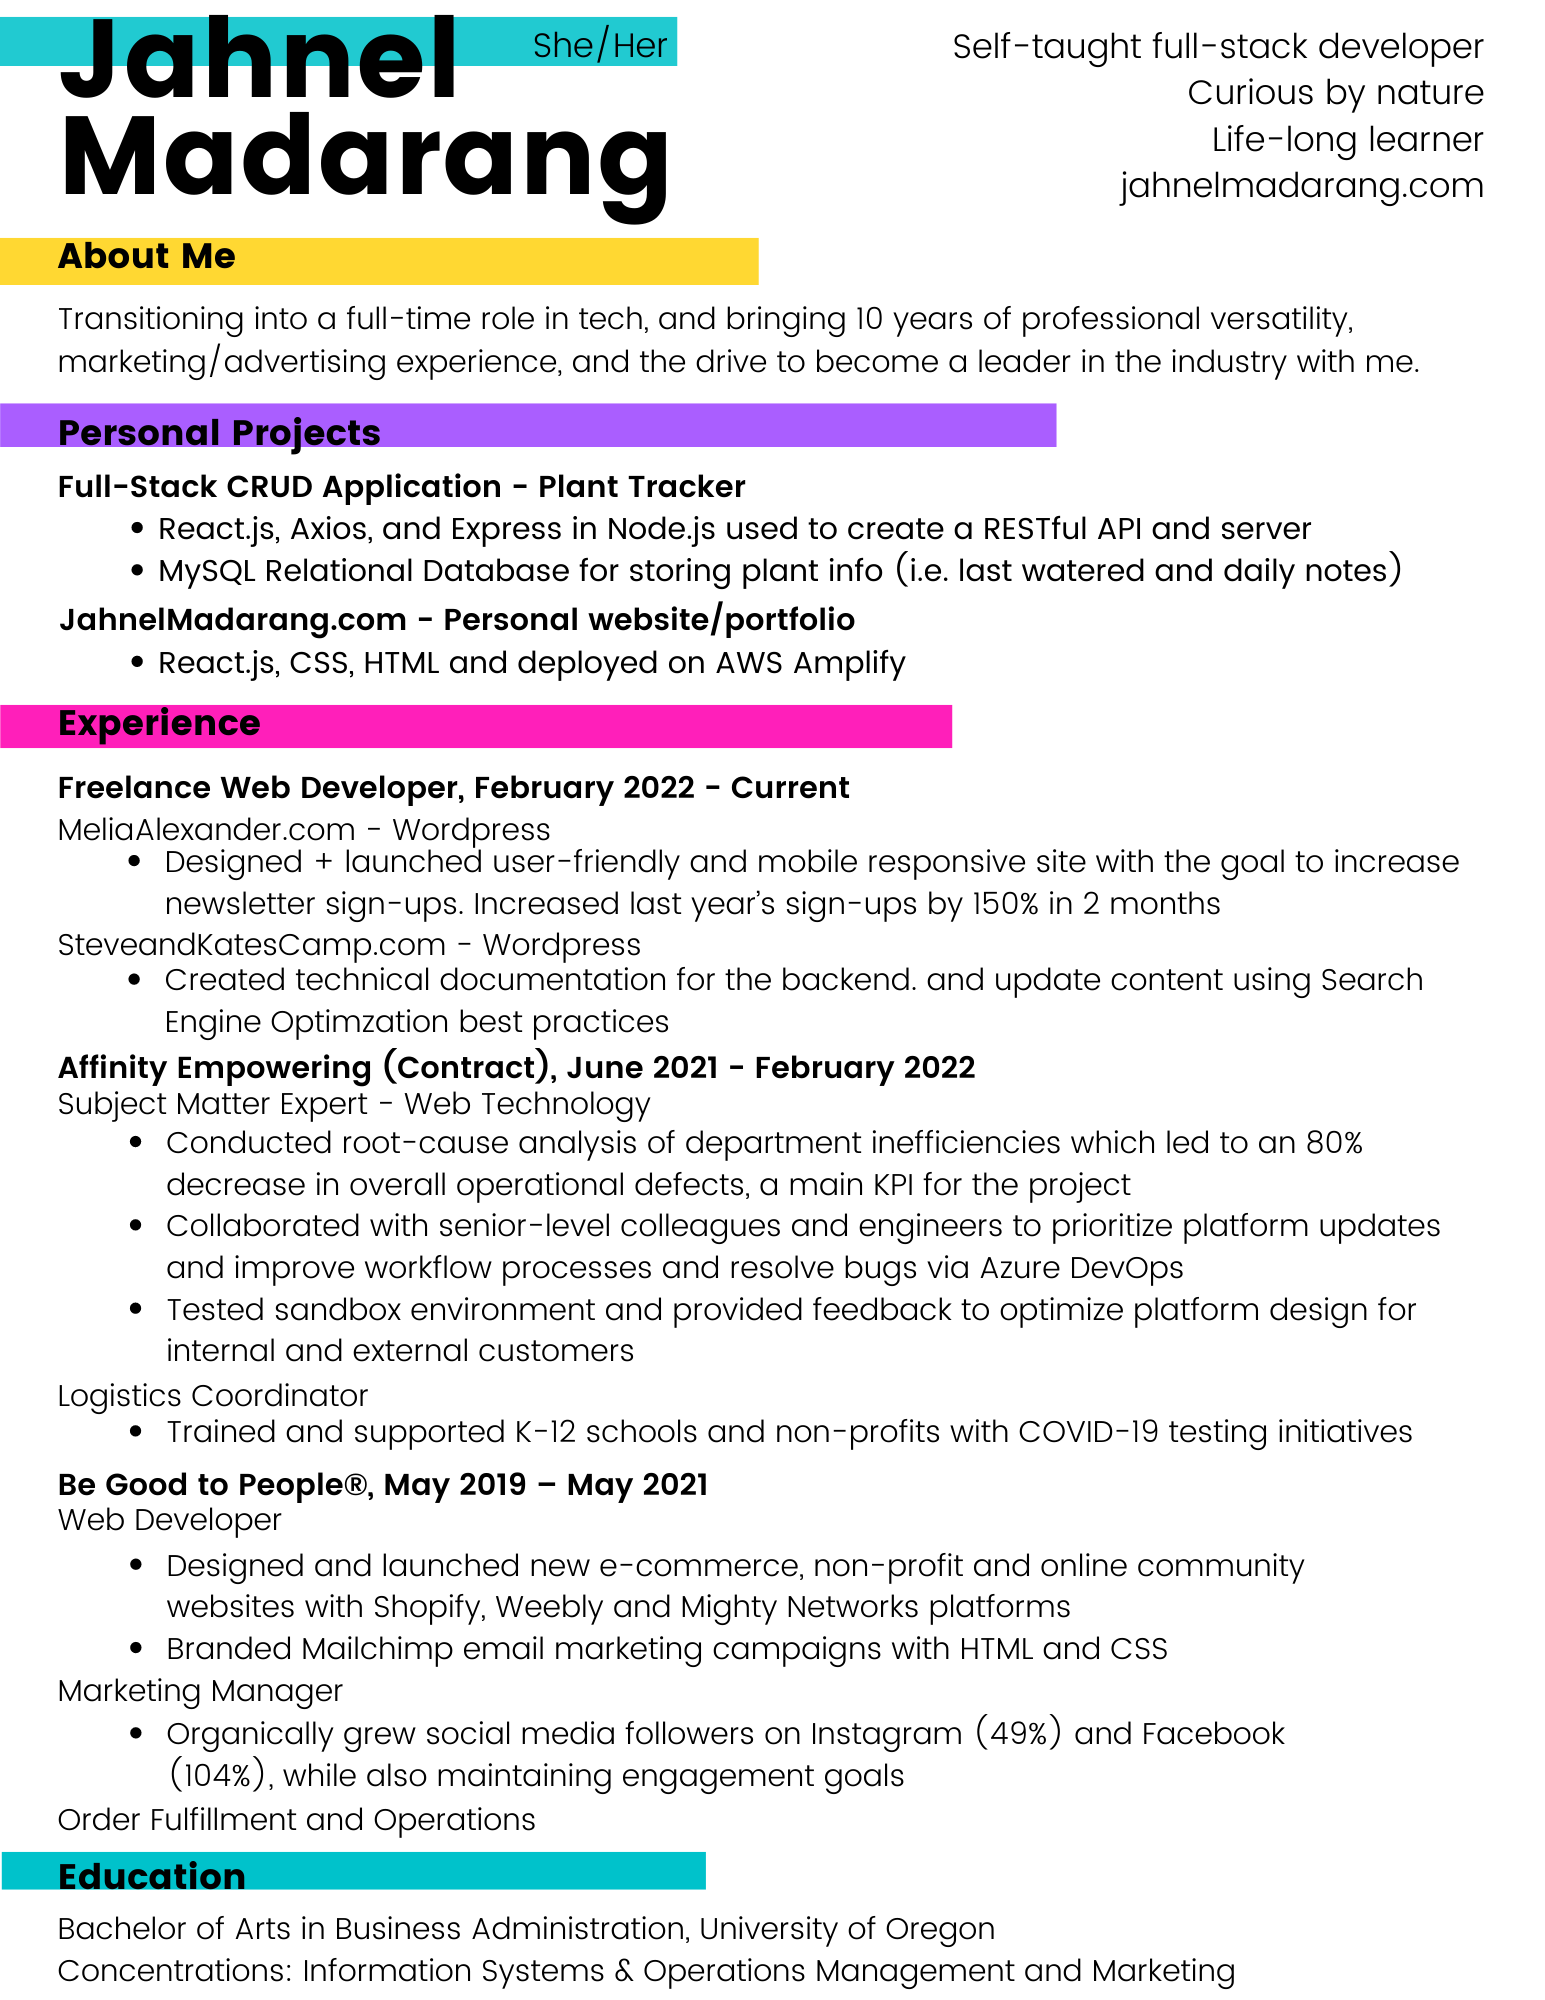 Jahnel
She/Her
Madarang
Self-taught full-stack developer
Curious by nature
Life-long learner
jahnelmadarang.com
About Me
Transitioning into a full-time role in tech, and bringing 10 years of professional versatility,
marketing/advertising experience, and the drive to become a leader in the industry with me.
Personal Projects
Full-Stack CRUD Application - Plant Tracker
• React.js, Axios, and Express in Node.js used to create a RESTful API and server
• MySQL Relational Database for storing plant info (i.e. last watered and daily notes)
JahnelMadarang.com - Personal website/portfolio
• React.js, CSS, HTML and deployed on AWS Amplify
Experience
Freelance Web Developer, February 2022 - Current
MeliaAlexander.com - Wordpress
• Designed + launched user-friendly and mobile responsive site with the goal to increase
newsletter sign-ups. Increased last year’s sign-ups by 150% in 2 months
SteveandKatesCamp.com - Wordpress
• Created technical documentation for the backend. and update content using Search
Engine Optimzation best practices
Affinity Empowering (Contract), June 2021 - February 2022
Subject Matter Expert - Web Technology
• Conducted root-cause analysis of department inefficiencies which led to an 80%
decrease in overall operational defects, a main KPI for the project
• Collaborated with senior-level colleagues and engineers to prioritize platform updates
and improve workflow processes and resolve bugs via Azure DevOps
• Tested sandbox environment and provided feedback to optimize platform design for
internal and external customers
Logistics Coordinator
• Trained and supported K-12 schools and non-profits with COVID-19 testing initiatives
Be Good to People®, May 2019 – May 2021
Web Developer
• Designed and launched new e-commerce, non-profit and online community
websites with Shopify, Weebly and Mighty Networks platforms
• Branded Mailchimp email marketing campaigns with HTML and CSS
Marketing Manager
• Organically grew social media followers on Instagram (49%) and Facebook
(104%), while also maintaining engagement goals
Order Fulfillment and Operations
Education
Bachelor of Arts in Business Administration, University of Oregon
Concentrations: Information Systems & Operations Management and Marketing